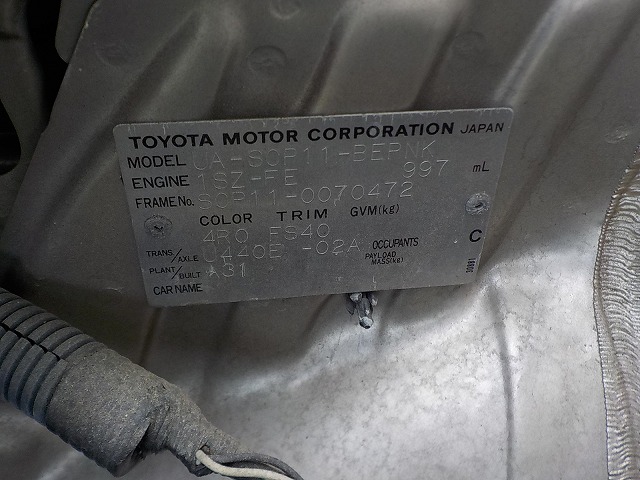 TOYOTA MOTOR CORPORATION JAPAN
MODEL UA-SCP11-BEPNK
ENGINE 1SZ-FE 997 mL
FRAME No. SCP11-0070472
COLOR TRIM GVM(kg)
4R0 FS40
TRANS/AXLE U440E -02A OCCUPANTS C
PLANT/BUILT A31 PAYLOAD MASS(kg)
CAR NAME